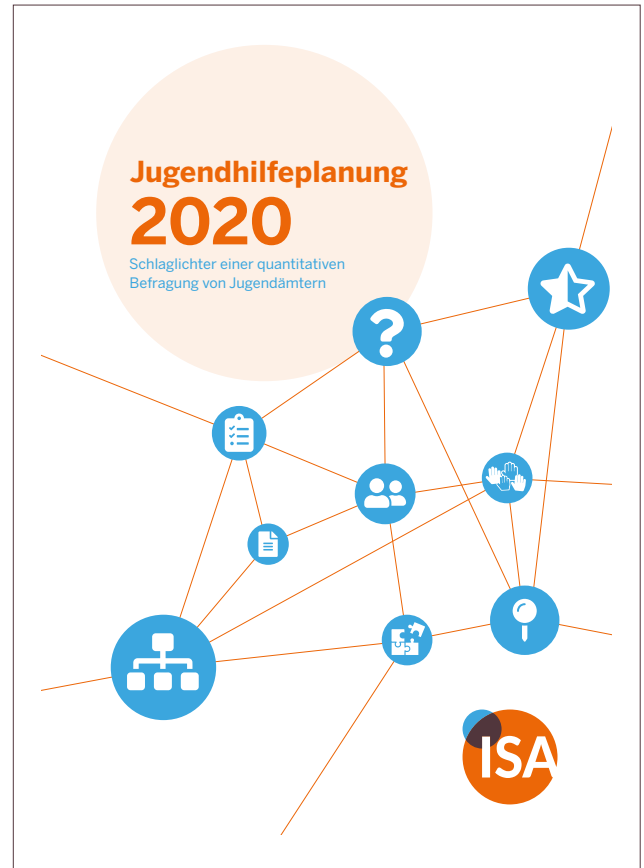 Jugendhilfeplanung
2020
Schlaglichter einer quantitativen
Befragung von Jugendämtern
?
ISA